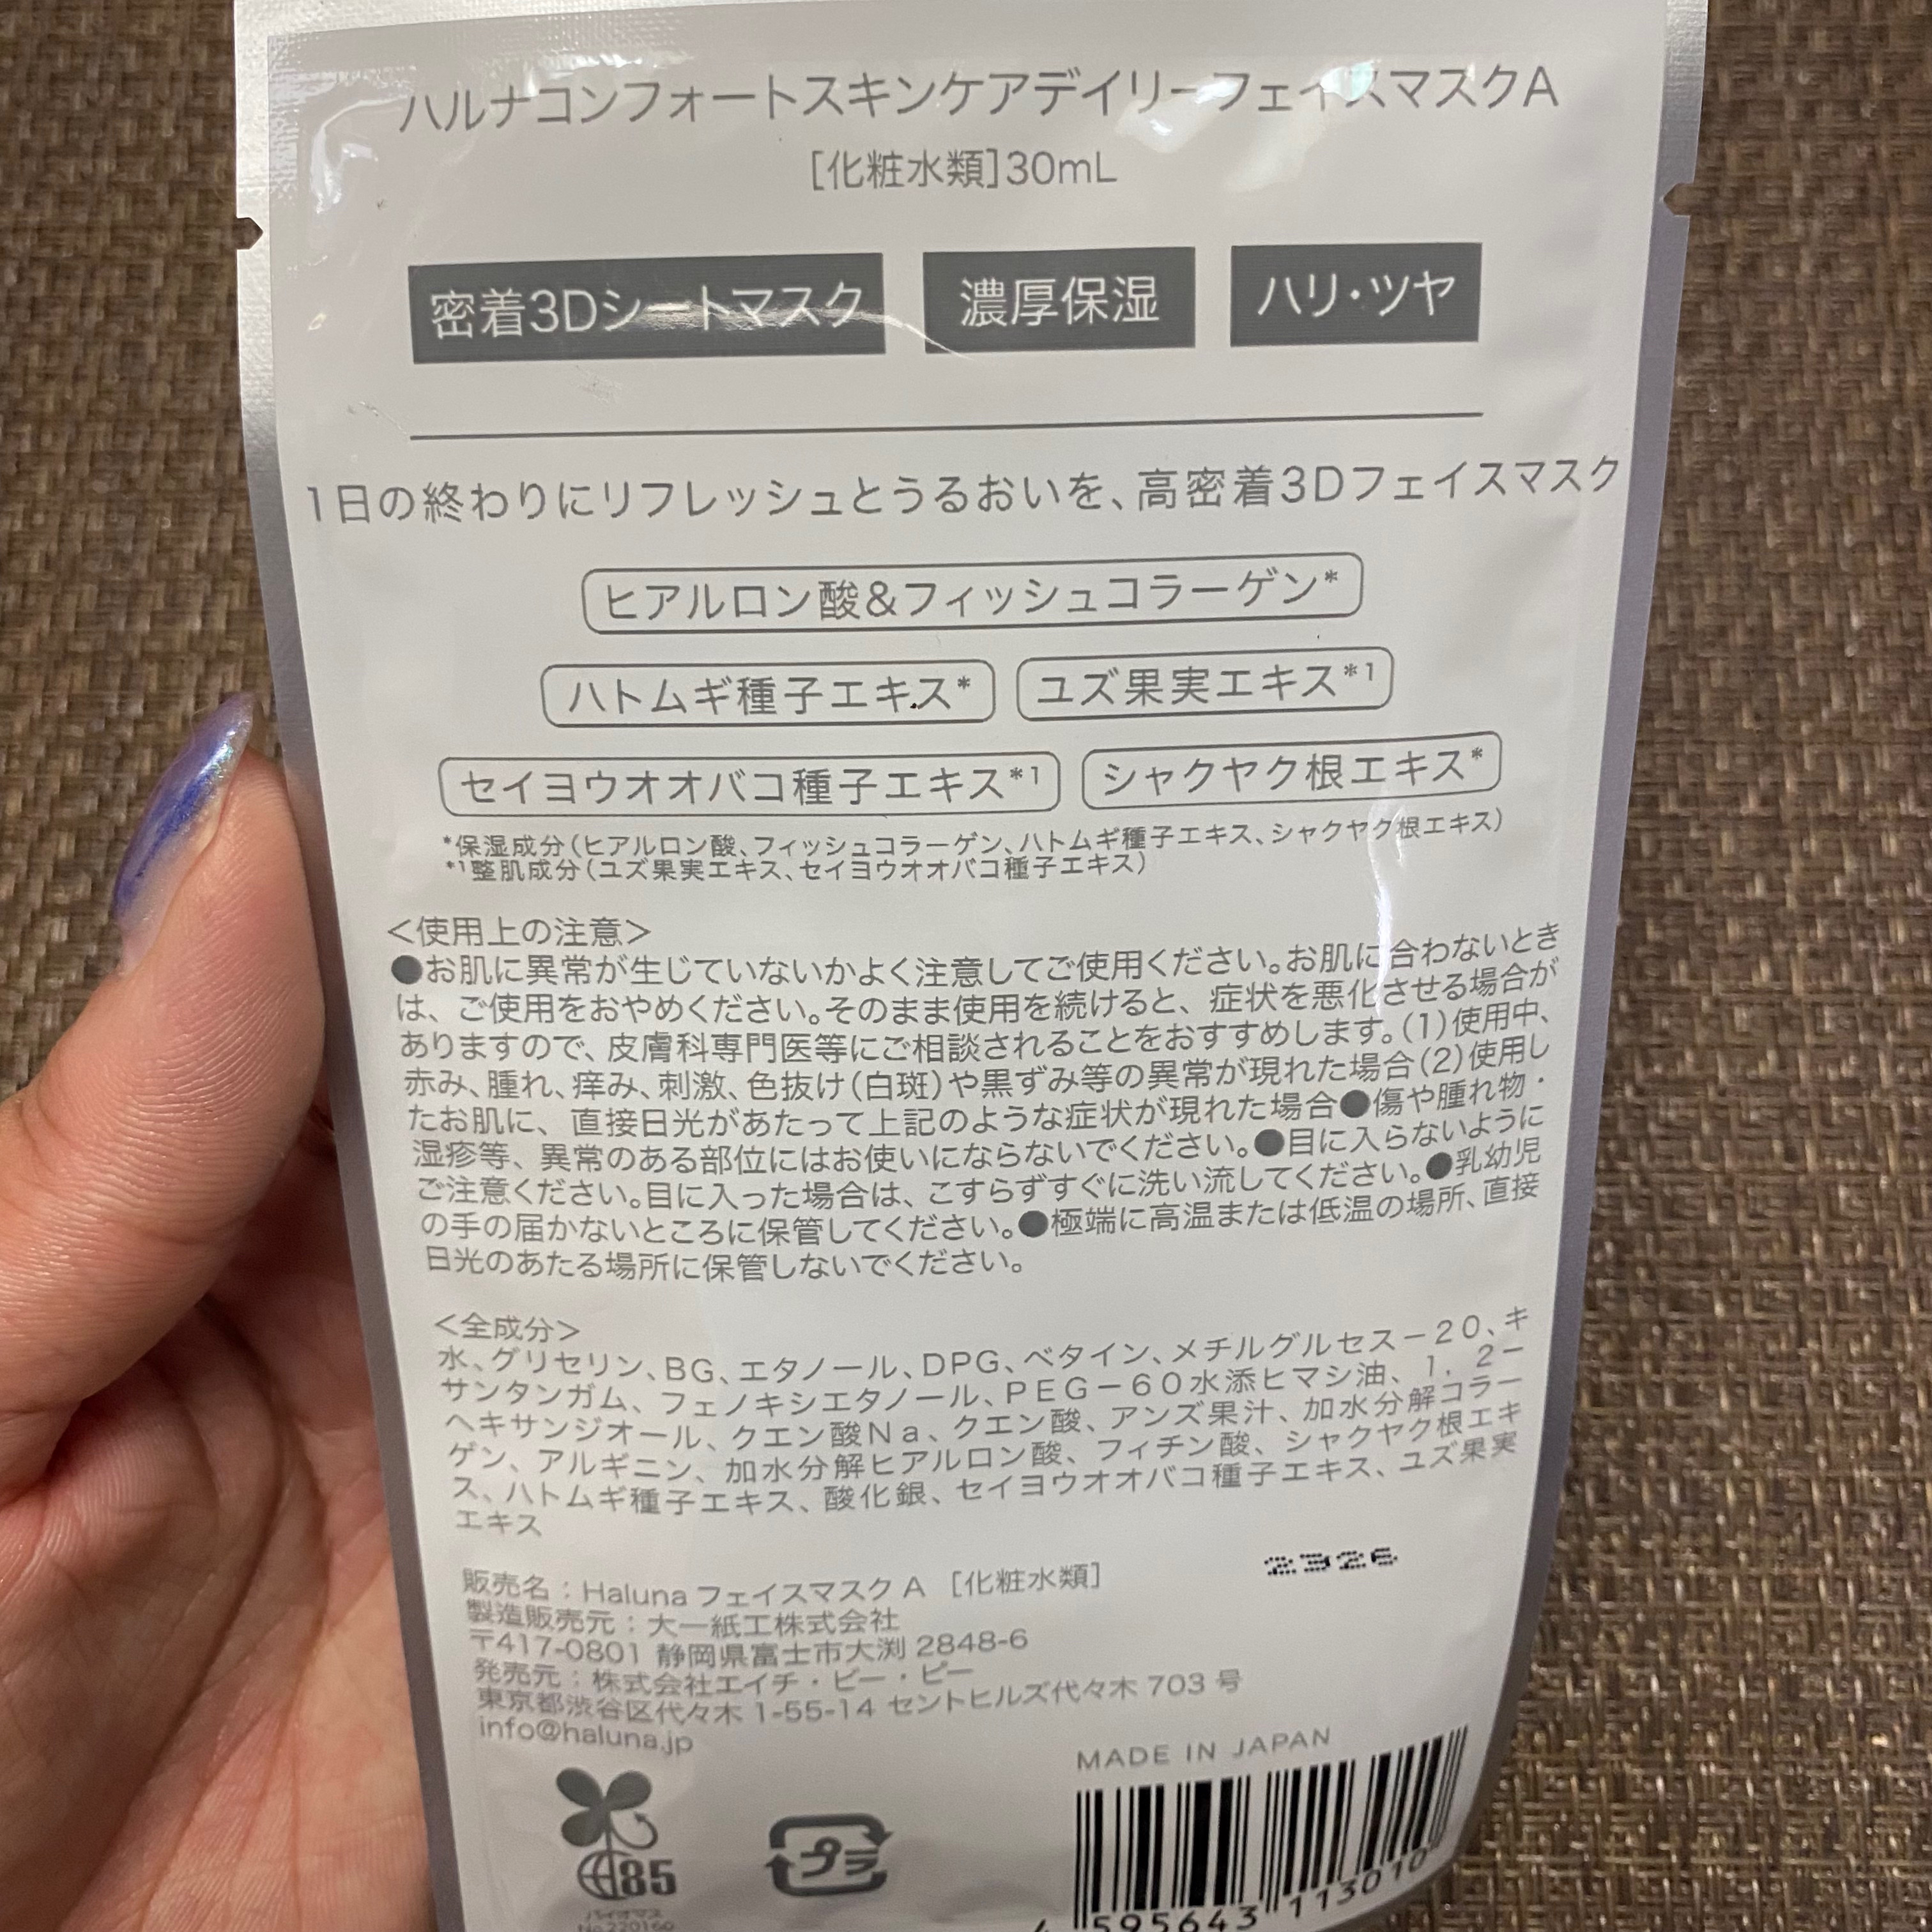 ハルナコンフォートスキンケアデイリーフェイスマスクA
[化粧水類]30mL
密着3Dシートマスク 濃厚保湿 ハリ・ツヤ
1日の終わりにリフレッシュとうるおいを、高密着3Dフェイスマスク
ヒアルロン酸&フィッシュコラーゲン*
ハトムギ種子エキス* ユズ果実エキス*1
セイヨウオオバコ種子エキス*1 シャクヤク根エキス*
*保湿成分(ヒアルロン酸、フィッシュコラーゲン、ハトムギ種子エキス、シャクヤク根エキス)
*1整肌成分(ユズ果実エキス、セイヨウオオバコ種子エキス)
<使用上の注意>
●お肌に異常が生じていないかよく注意してご使用ください。お肌に合わないとき
は、ご使用をおやめください。そのまま使用を続けると、症状を悪化させる場合が
ありますので、皮膚科専門医等にご相談されることをおすすめします。(1)使用中、
赤み、腫れ、痒み、刺激、色抜け(白斑)や黒ずみ等の異常が現れた場合(2)使用し
たお肌に、直接日光があたって上記のような症状が現れた場合●傷や腫れ物・
湿疹等、異常のある部位にはお使いにならないでください。●目に入らないように
ご注意ください。目に入った場合は、こすらずすぐに洗い流してください。●乳幼児
の手の届かないところに保管してください。●極端に高温または低温の場所、直接
日光のあたる場所に保管しないでください。
<全成分>
水、グリセリン、BG、エタノール、DPG、ベタイン、メチルグルセス-20、キ
サンタンガム、フェノキシエタノール、PEG-60水添ヒマシ油、1.2-
ヘキサンジオール、クエン酸Na、クエン酸、アンズ果汁、加水分解コラー
ゲン、アルギニン、加水分解ヒアルロン酸、フィチン酸、シャクヤク根エキ
ス、ハトムギ種子エキス、酸化銀、セイヨウオオバコ種子エキス、ユズ果実
エキス
2326
販売名：Haluna フェイスマスク A [化粧水類]
製造販売元：大一紙工株式会社
〒417-0801 静岡県富士市大渕 2848-6
発売元：株式会社エイチ・ピー・ピー
東京都渋谷区代々木 1-55-14 セントヒルズ代々木 703 号
info@haluna.jp
MADE IN JAPAN
85
バイオマス
No.220160
プラ
4 595643 113010